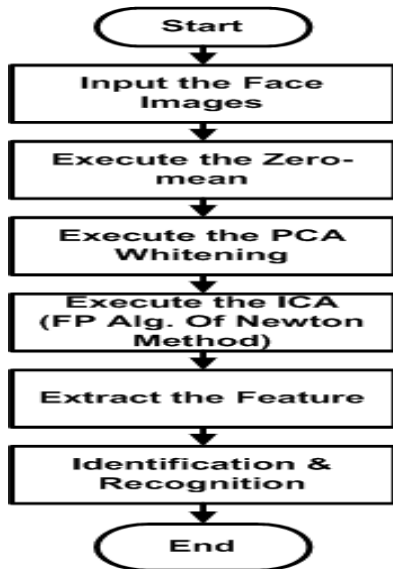 Start
Input the Face
Images
Execute the Zero-
mean
Execute the PCA
Whitening
Execute the ICA
(FP Alg. Of Newton
Method)
Extract the Feature
Identification &
Recognition
End